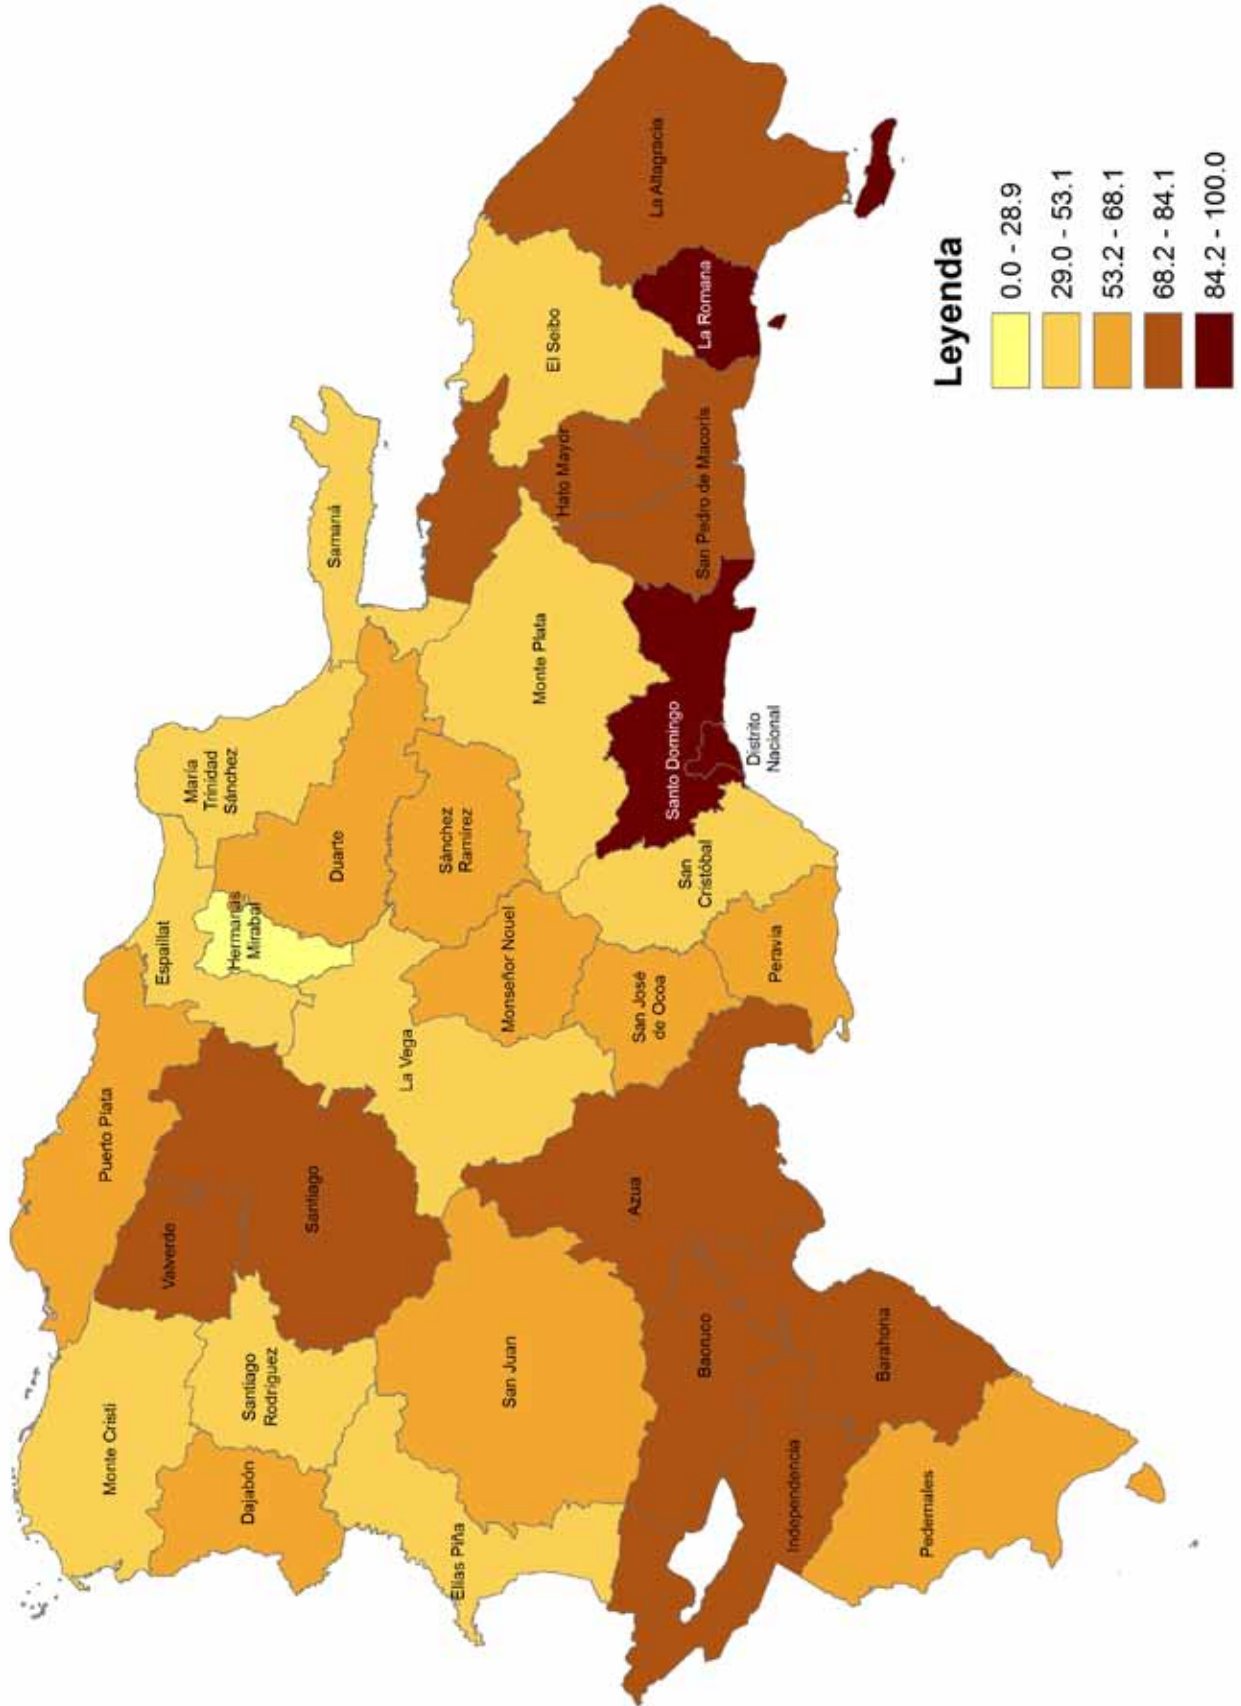 Puerto Plata
Monte Cristi
Valverde
Espaillat
María
Trinidad
Sánchez
Hermanas
Mirabal
Dajabón
Santiago
Rodríguez
Santiago
Duarte
Samaná
La Vega
Sánchez
Ramírez
Elías Piña
San Juan
Monseñor Nouel
Monte Plata
Hato Mayor
El Seibo
La Altagracia
Azua
San José
de Ocoa
San
Cristóbal
Santo Domingo
San Pedro de Macorís
La Romana
Baoruco
Peravia
Distrito
Nacional
Independencia
Barahona
Pedernales
Leyenda
0.0 - 28.9
29.0 - 53.1
53.2 - 68.1
68.2 - 84.1
84.2 - 100.0